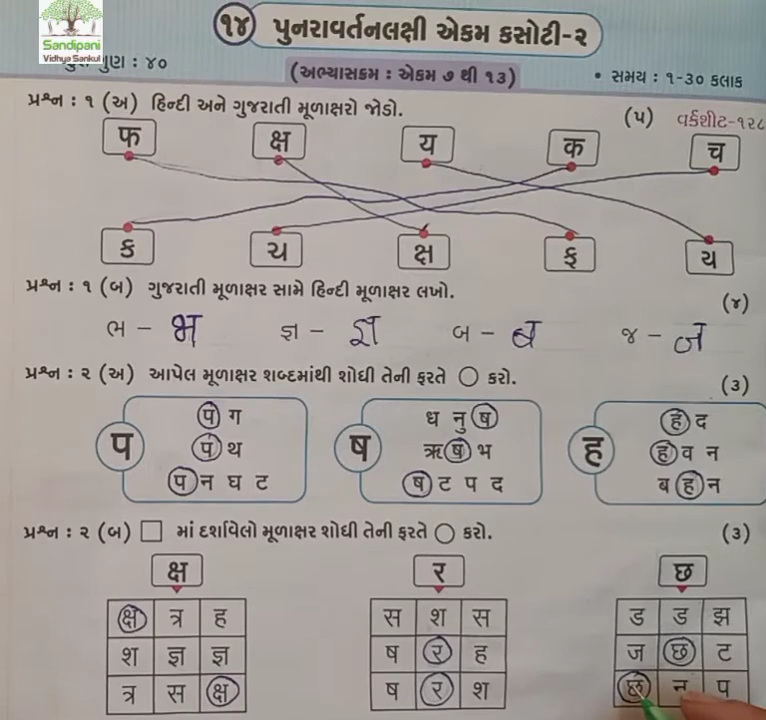 Sandipani
Vidhya Sankul
૧૪ પુનરાવર્તનલક્ષી એકમ કસોટી-૨
ગુણ : ૪૦
(અભ્યાસક્રમ : એકમ ૭ થી ૧૩)
• સમય : ૧-૩૦ કલાક
પ્રશ્ન : ૧ (અ) હિન્દી અને ગુજરાતી મૂળાક્ષરો જોડો. (૫) વર્કશીટ-૧૨૮
फ क्ष य क च
ક ચ ક્ષ ફ ય
પ્રશ્ન : ૧ (બ) ગુજરાતી મૂળાક્ષર સામે હિન્દી મૂળાક્ષર લખો. (૪)
ભ - भ જ્ઞ - ज्ञ બ - ब જ - ज
પ્રશ્ન : ૨ (અ) આપેલ મૂળાક્ષર શબ્દમાંથી શોધી તેની ફરતે ◯ કરો. (૩)
प ष ह
प ग ध नु ष ह द
पं थ ऋ ष भ ह व न
प न घ ट ष ट प द ब ह न
પ્રશ્ન : ૨ (બ) □ માં દર્શાવેલો મૂળાક્ષર શોધી તેની ફરતે ◯ કરો. (૩)
क्ष र छ
क्ष त्र ह स श स ड ड झ
श ज्ञ ज्ञ ष र ह ज छ ट
त्र स क्ष ष र श छ न प